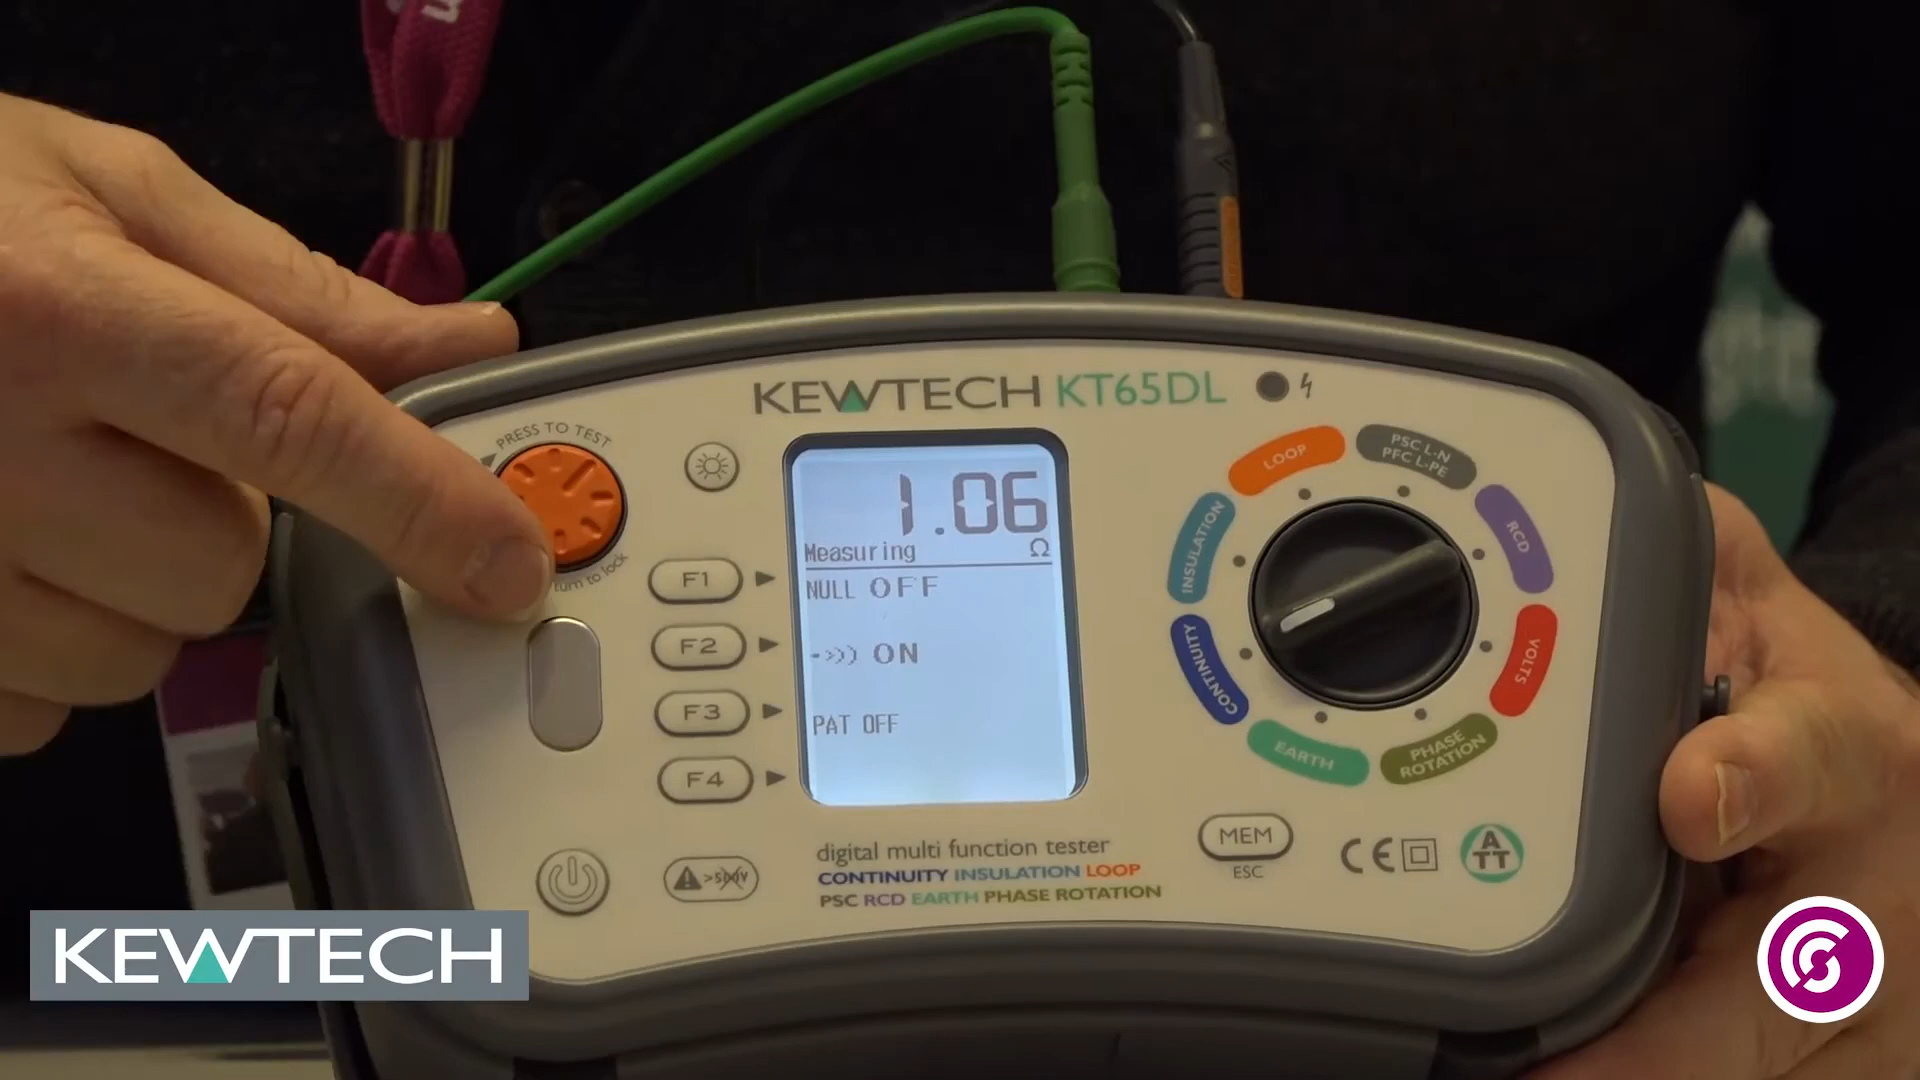 KEWTECH KT65DL
PRESS TO TEST
turn to lock
1.06
Measuring Ω
NULL OFF
ON
PAT OFF
F1
F2
F3
F4
LOOP
PSC L-N
PFC L-PE
INSULATION
RCD
CONTINUITY
VOLTS
EARTH
PHASE
ROTATION
MEM
ESC
CE
A
TT
>500V
digital multi function tester
CONTINUITY INSULATION LOOP
PSC RCD EARTH PHASE ROTATION
KEWTECH